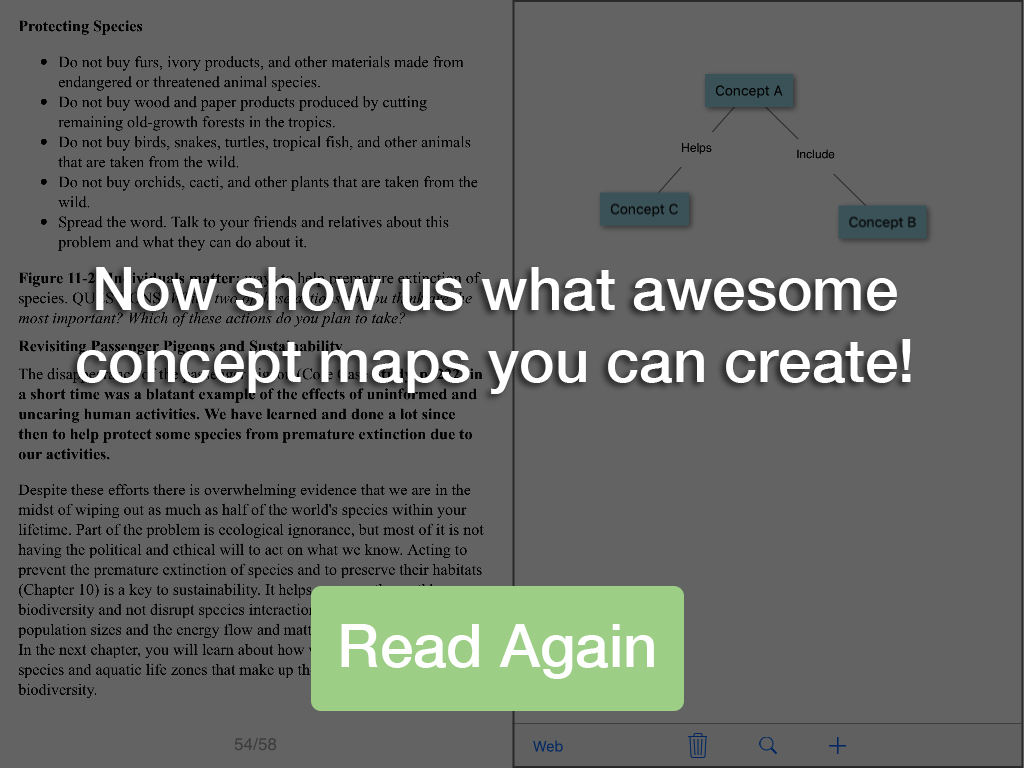 Protecting Species
• Do not buy furs, ivory products, and other materials made from
endangered or threatened animal species.
• Do not buy wood and paper products produced by cutting
remaining old-growth forests in the tropics.
• Do not buy birds, snakes, turtles, tropical fish, and other animals
that are taken from the wild.
• Do not buy orchids, cacti, and other plants that are taken from the
wild.
• Spread the word. Talk to your friends and relatives about this
problem and what they can do about it.
Figure 11-2 Individuals matter: ways to help premature extinction of
species. QUESTIONS: Which two of these actions do you think are the
most important? Which of these actions do you plan to take?
Revisiting Passenger Pigeons and Sustainability
The disappearance of the passenger pigeon (Core Case in
a short time was a blatant example of the effects of uninformed and
uncaring human activities. We have learned and done a lot since
then to help protect some species from premature extinction due to
our activities.
Despite these efforts there is overwhelming evidence that we are in the
midst of wiping out as much as half of the world's species within your
lifetime. Part of the problem is ecological ignorance, but most of it is not
having the political and ethical will to act on what we know. Acting to
prevent the premature extinction of species and to preserve their habitats
(Chapter 10) is a key to sustainability. It helps
biodiversity and not disrupt species
population sizes and the energy flow and
In the next chapter, you will learn about how
species and aquatic life zones that make up
biodiversity.
54/58
Concept A
Helps
Include
Concept C
Concept B
Now show us what awesome
concept maps you can create!
Read Again
Web